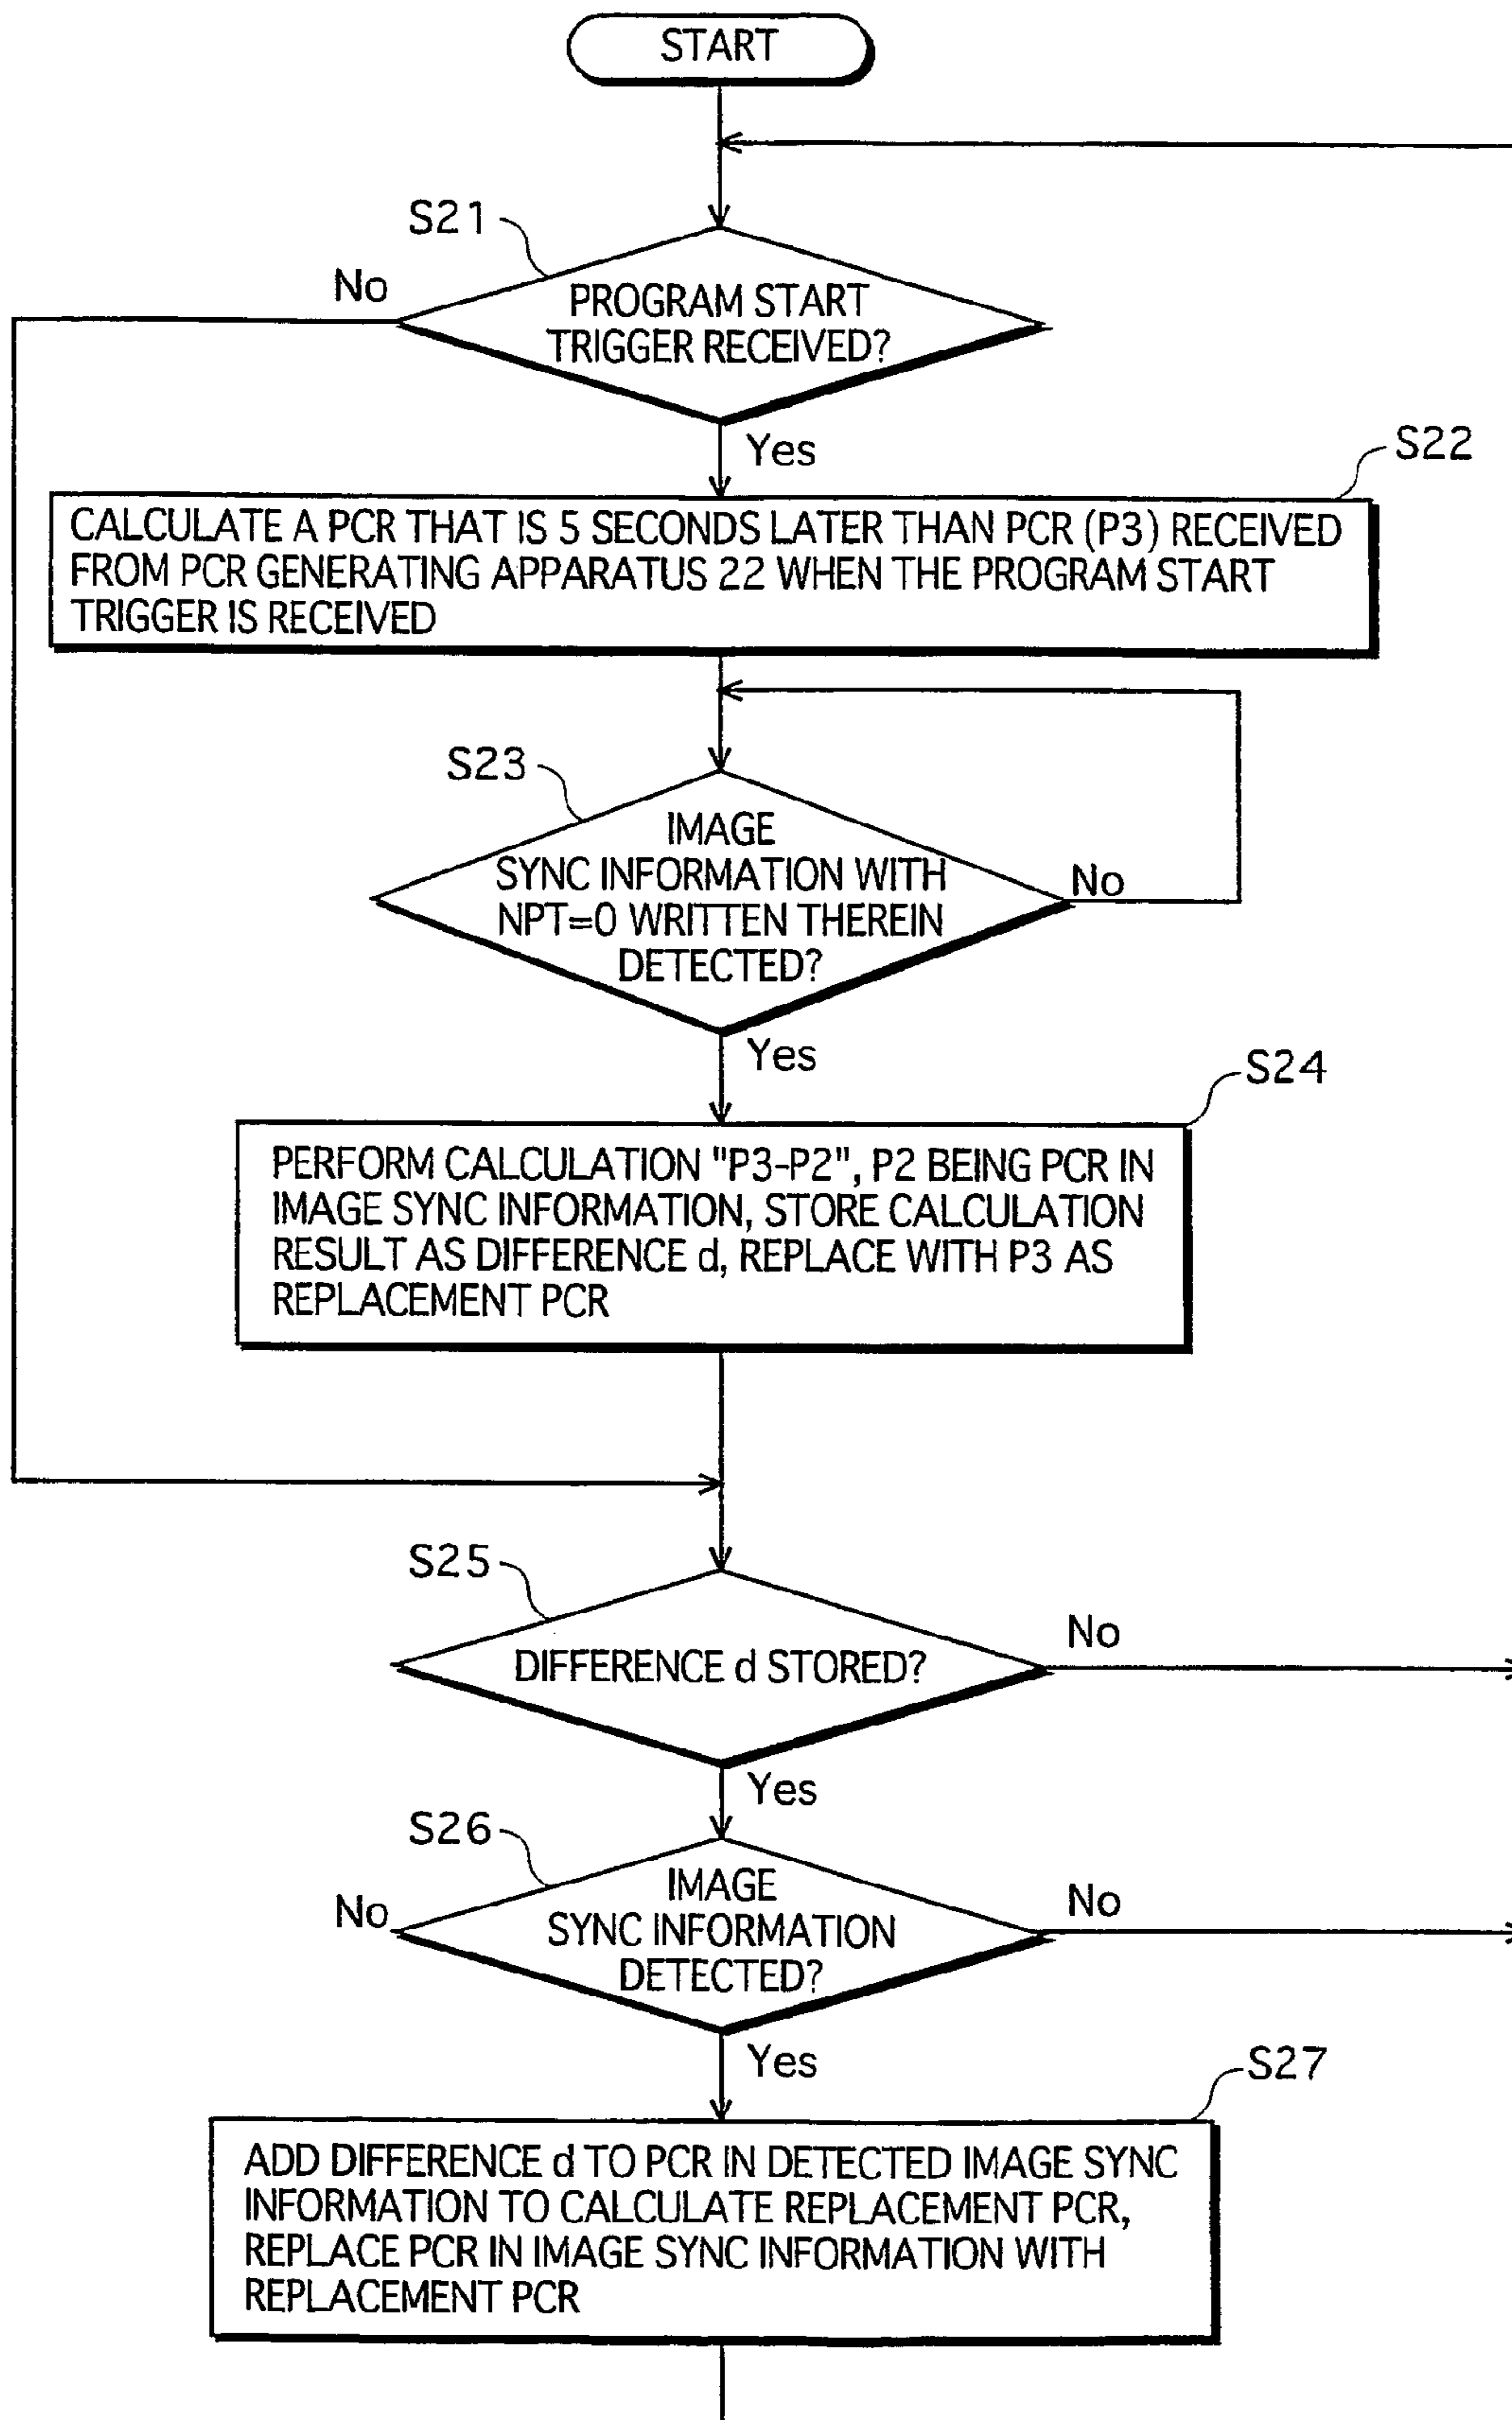 START
S21
No
PROGRAM START
TRIGGER RECEIVED?
Yes
S22
CALCULATE A PCR THAT IS 5 SECONDS LATER THAN PCR (P3) RECEIVED
FROM PCR GENERATING APPARATUS 22 WHEN THE PROGRAM START
TRIGGER IS RECEIVED
S23
IMAGE
SYNC INFORMATION WITH
NPT=0 WRITTEN THEREIN
DETECTED?
No
Yes
S24
PERFORM CALCULATION "P3-P2", P2 BEING PCR IN
IMAGE SYNC INFORMATION, STORE CALCULATION
RESULT AS DIFFERENCE d, REPLACE WITH P3 AS
REPLACEMENT PCR
S25
DIFFERENCE d STORED?
No
Yes
S26
No
IMAGE
SYNC INFORMATION
DETECTED?
No
Yes
S27
ADD DIFFERENCE d TO PCR IN DETECTED IMAGE SYNC
INFORMATION TO CALCULATE REPLACEMENT PCR,
REPLACE PCR IN IMAGE SYNC INFORMATION WITH
REPLACEMENT PCR